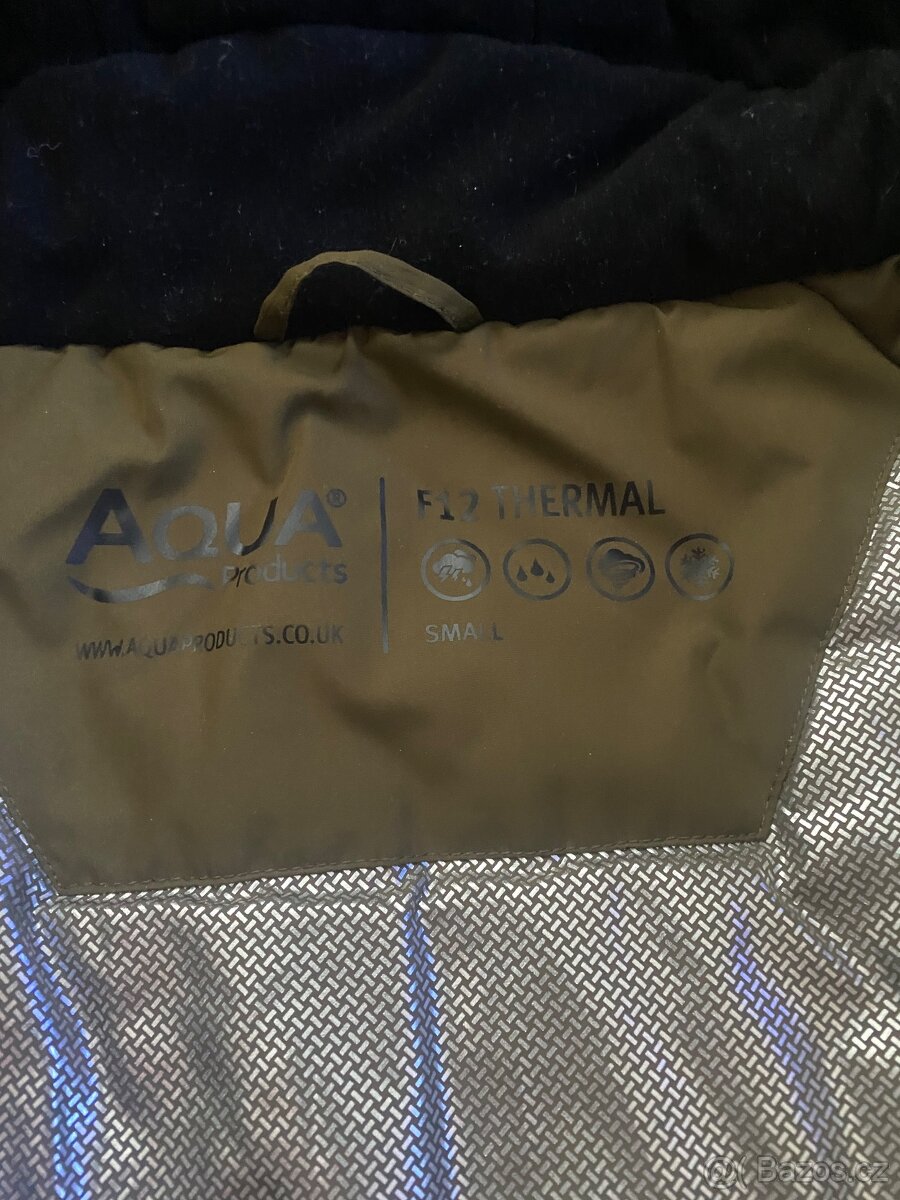 AQUA®
Products
WWW.AQUAPRODUCTS.CO.UK
F12 THERMAL
SMALL
Bazos.cz